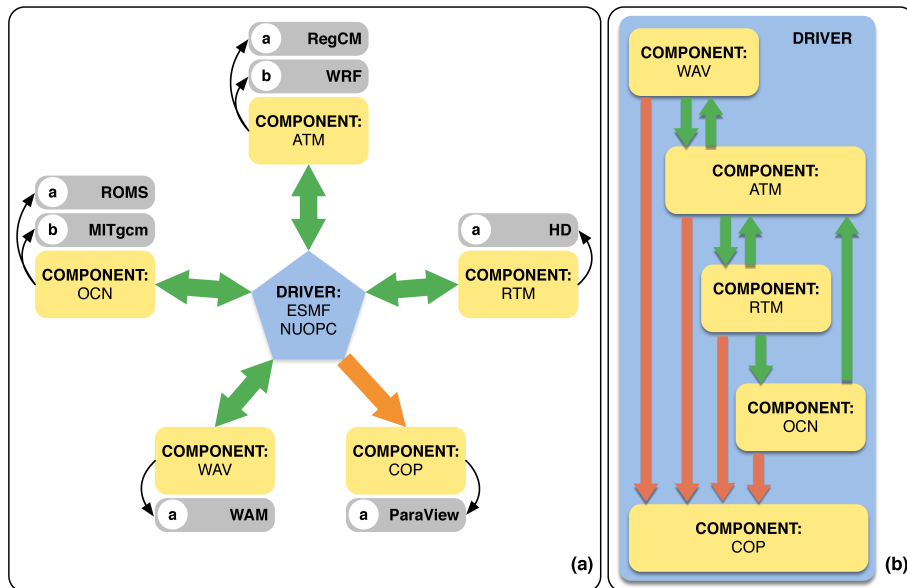 a RegCM
b WRF
COMPONENT:
ATM
a ROMS
b MITgcm
COMPONENT:
OCN
a HD
COMPONENT:
RTM
DRIVER:
ESMF
NUOPC
COMPONENT:
WAV
a WAM
COMPONENT:
COP
a ParaView
(a)
DRIVER
COMPONENT:
WAV
COMPONENT:
ATM
COMPONENT:
RTM
COMPONENT:
OCN
COMPONENT:
COP
(b)